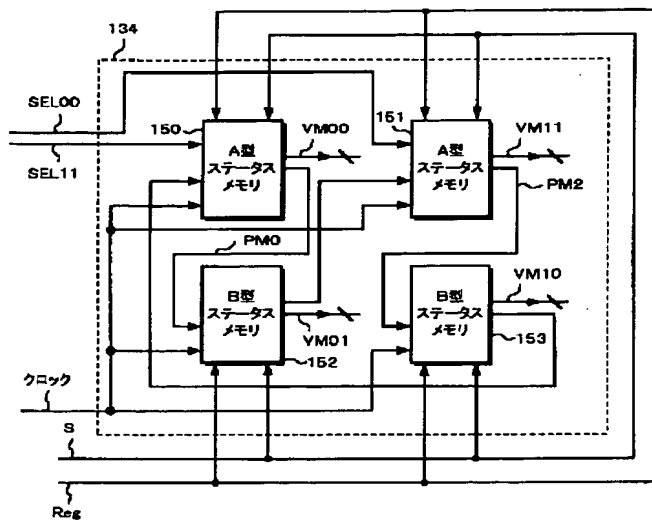 134
SEL00
SEL11
150
A型
ステータス
メモリ
VM00
151
A型
ステータス
メモリ
VM11
PM2
PM0
B型
ステータス
メモリ
VM01
152
B型
ステータス
メモリ
VM10
153
クロック
S
Reg